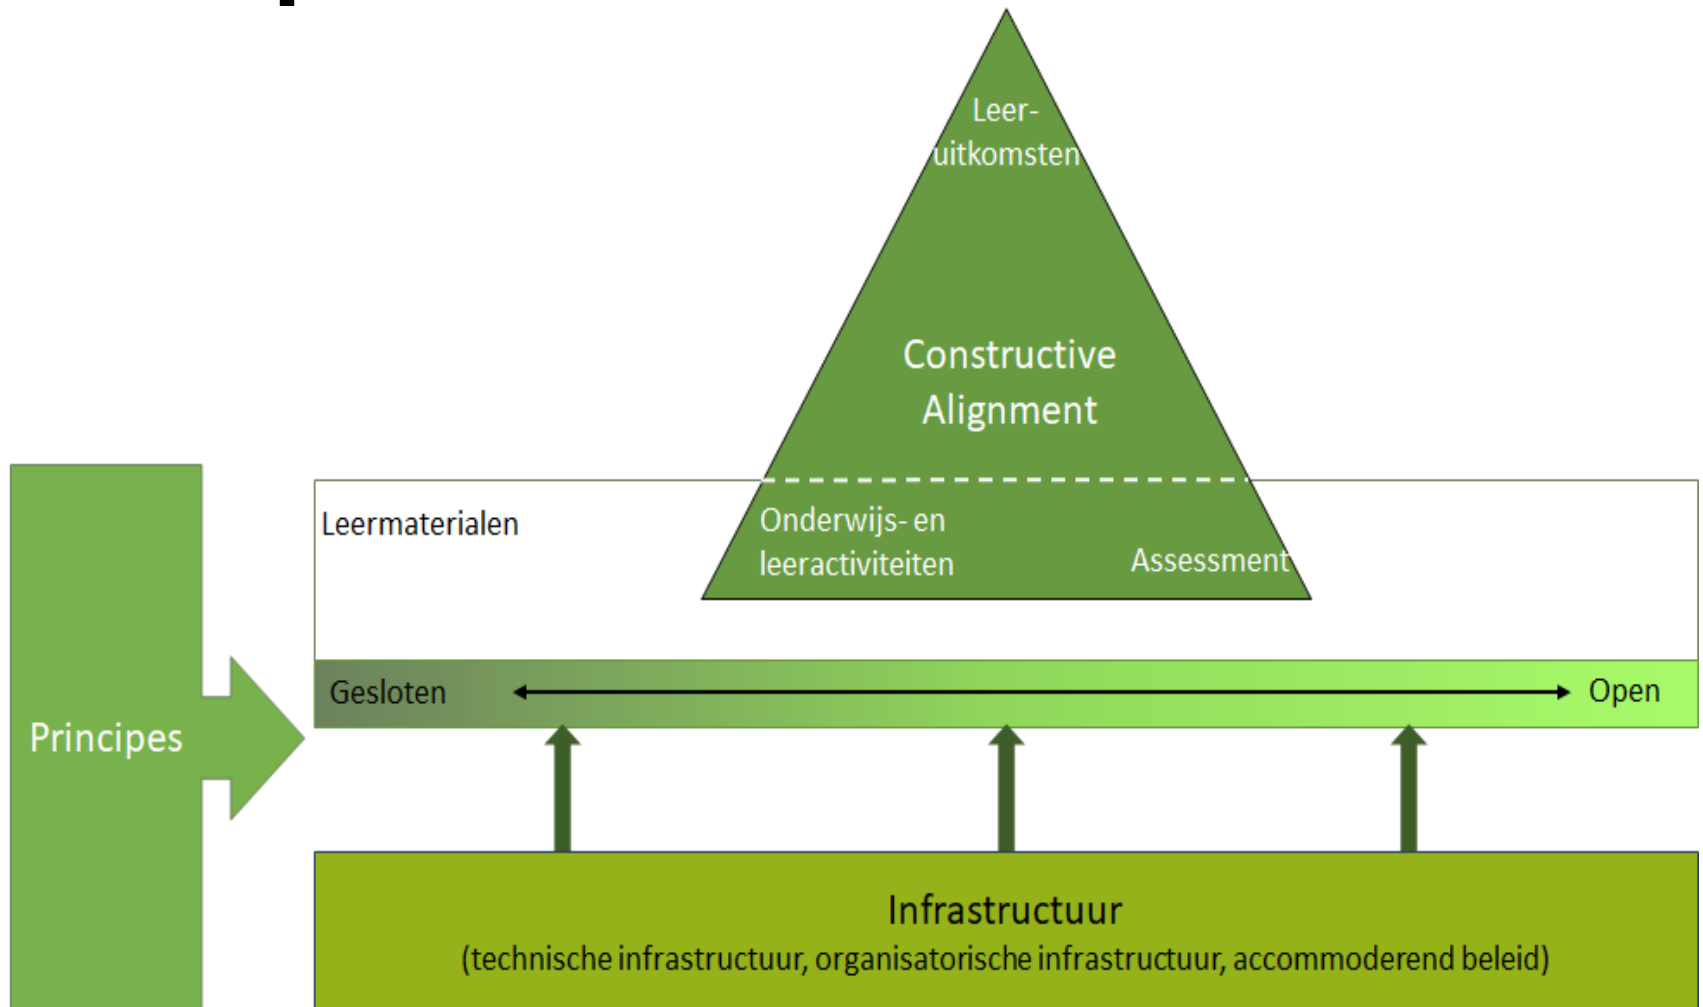 Leer-
uitkomsten
Constructive
Alignment
Leermaterialen
Onderwijs- en
leeractiviteiten
Assessment
Gesloten
Open
Principes
Infrastructuur
(technische infrastructuur, organisatorische infrastructuur, accommoderend beleid)